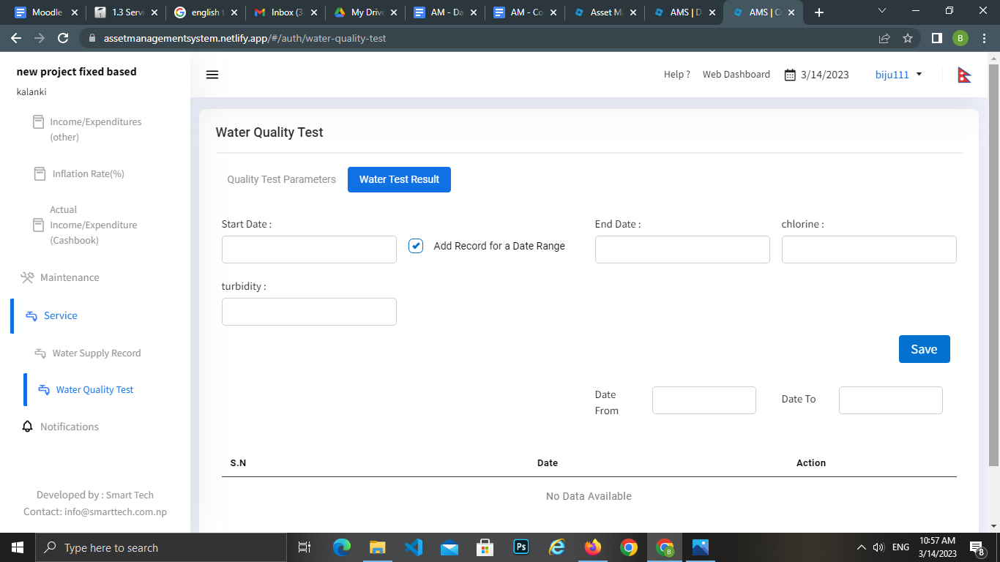 Moodle
1.3 Servi
english t
Inbox (3
My Drive
AM - Da
AM - Co
Asset M
AMS | D
AMS | C
assetmanagementsystem.netlify.app/#/auth/water-quality-test
B
new project fixed based
kalanki
Help ?
Web Dashboard
3/14/2023
biju111
Income/Expenditures
(other)
Inflation Rate(%)
Actual
Income/Expenditure
(Cashbook)
Maintenance
Service
Water Supply Record
Water Quality Test
Notifications
Developed by : Smart Tech
Contact: info@smarttech.com.np
Water Quality Test
Quality Test Parameters
Water Test Result
Start Date :
Add Record for a Date Range
End Date :
chlorine :
turbidity :
Save
Date
From
Date To
S.N
Date
Action
No Data Available
Type here to search
Ps
B
ENG
10:57 AM
3/14/2023
8